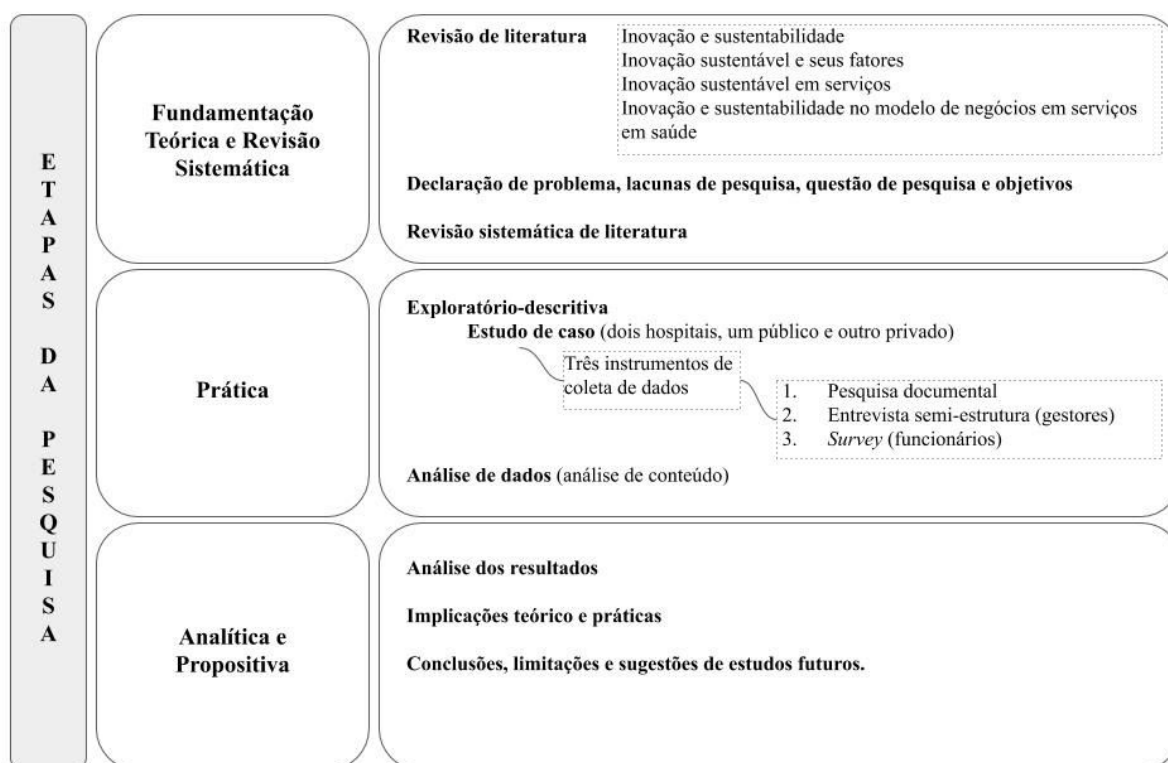 ETAPAS DA PESQUISA
Fundamentação
Teórica e Revisão
Sistemática
Revisão de literatura
Inovação e sustentabilidade
Inovação sustentável e seus fatores
Inovação sustentável em serviços
Inovação e sustentabilidade no modelo de negócios em serviços
em saúde
Declaração de problema, lacunas de pesquisa, questão de pesquisa e objetivos
Revisão sistemática de literatura
Prática
Exploratório-descritiva
Estudo de caso (dois hospitais, um público e outro privado)
Três instrumentos de
coleta de dados
1. Pesquisa documental
2. Entrevista semi-estrutura (gestores)
3. Survey (funcionários)
Análise de dados (análise de conteúdo)
Analítica e
Propositiva
Análise dos resultados
Implicações teórico e práticas
Conclusões, limitações e sugestões de estudos futuros.